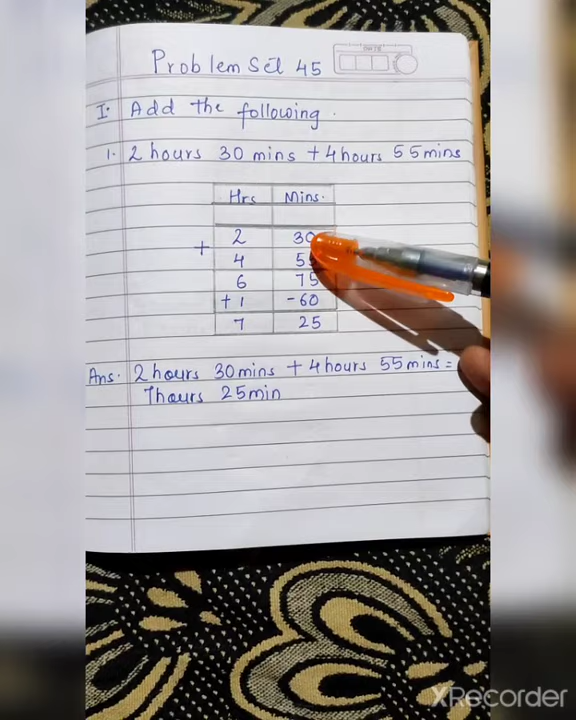 Problem Set 45
DATE
I. Add the following.
1. 2 hours 30 mins + 4 hours 55 mins
Hrs Mins.
+ 2 30
4 55
6 75
+ 1 - 60
7 25
Ans. 2 hours 30 mins + 4 hours 55 mins =
7 hours 25 min
XRecorder